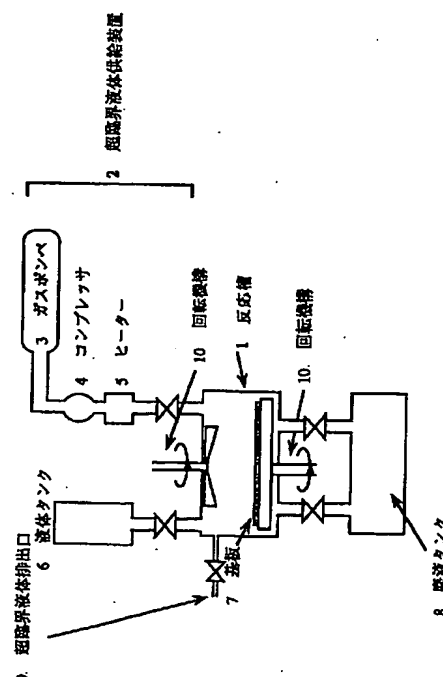 2 超臨界液体供給装置
3 ガスボンベ
4 コンプレッサ
5 ヒーター
10 回転機構
1 反応槽
10. 回転機構
6 液体タンク
9. 超臨界液体排出口
基板
7
8 廃液タンク